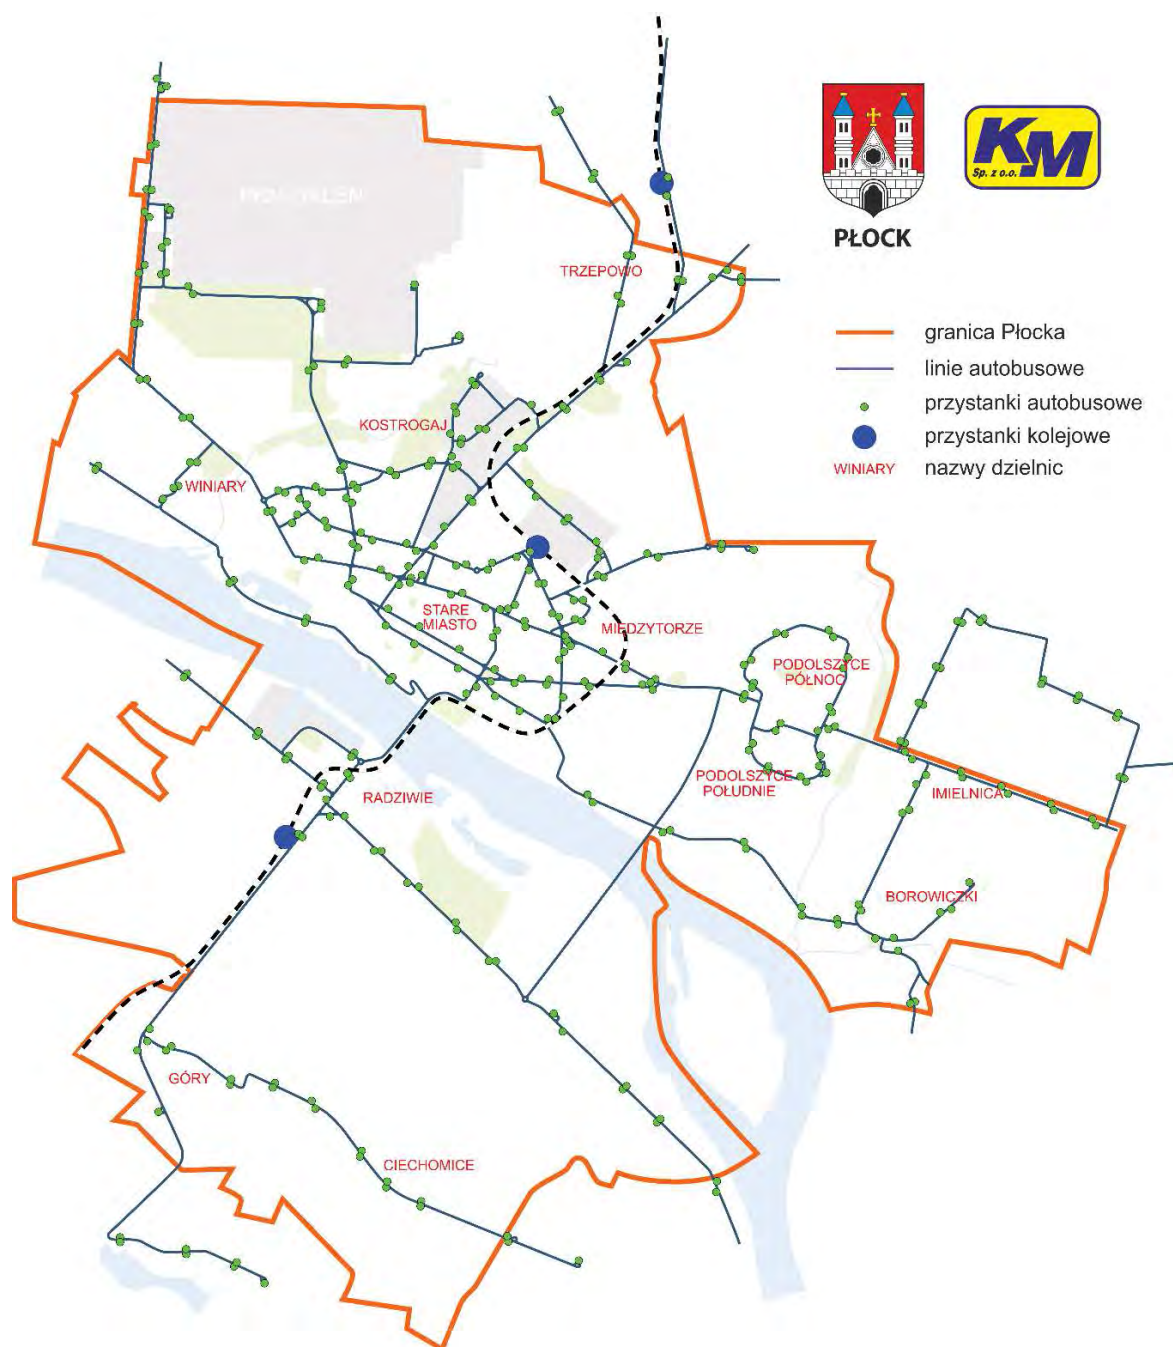 KM
Sp. z o.o.
PŁOCK
TRZEPOWO
granica Płocka
linie autobusowe
przystanki autobusowe
przystanki kolejowe
WINIARY nazwy dzielnic
KOSTROGAJ
WINIARY
STARE
MIASTO
MIĘDZYTORZE
PODOLSZYCE
PÓŁNOC
PODOLSZYCE
POŁUDNIE
IMIELNICA
RADZIWIE
BOROWICZKI
GÓRY
CIECHOMICE